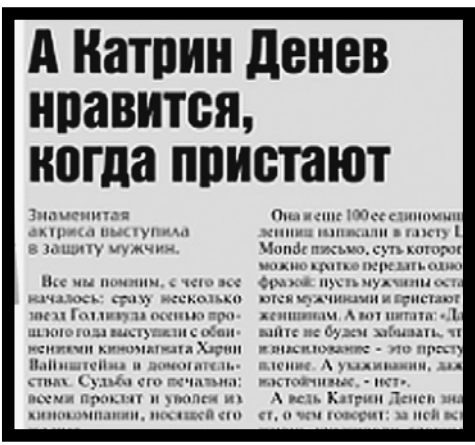 А Катрин Денев
нравится,
когда пристают
Знаменитая
актриса выступила
в защиту мужчин.
Все мы помним, с чего все
началось: сразу несколько
звезд Голливуда осенью про-
шлого года выступили с обви-
нениями киномагната Харви
Вайнштейна в домогатель-
ствах. Судьба его печальна:
всеми проклят и уволен из
кинокомпании, носящей его
Она и еще 100 ее единомыш
ленниц написали в газету L
Monde письмо, суть которог
можно кратко передать одно
фразой: пусть мужчины оста
ются мужчинами и пристают
женщинам. А вот цитата: «Да
вайте не будем забывать, чт
изнасилование - это престу
пление. А ухаживания, даж
настойчивые, - нет».
А ведь Катрин Денев зна
ет, о чем говорит: за ней вс